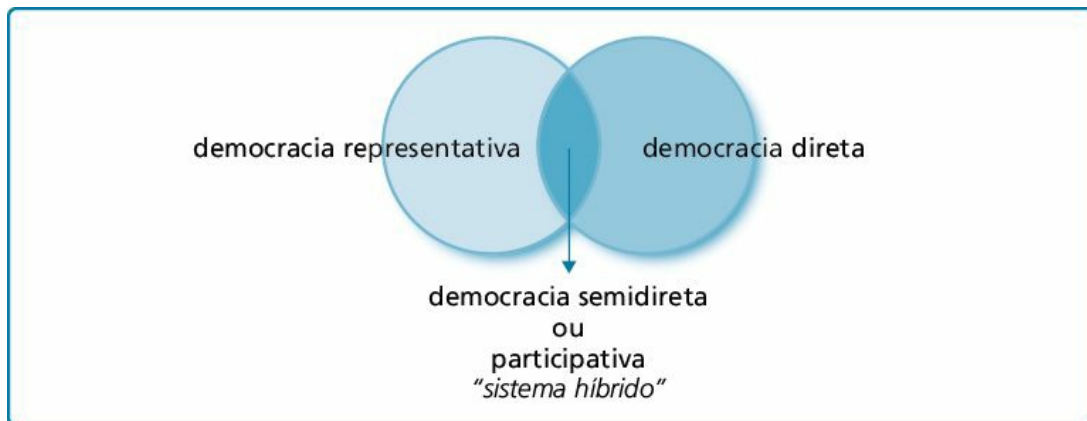 democracia representativa
democracia direta
democracia semidireta
ou
participativa
“sistema híbrido”